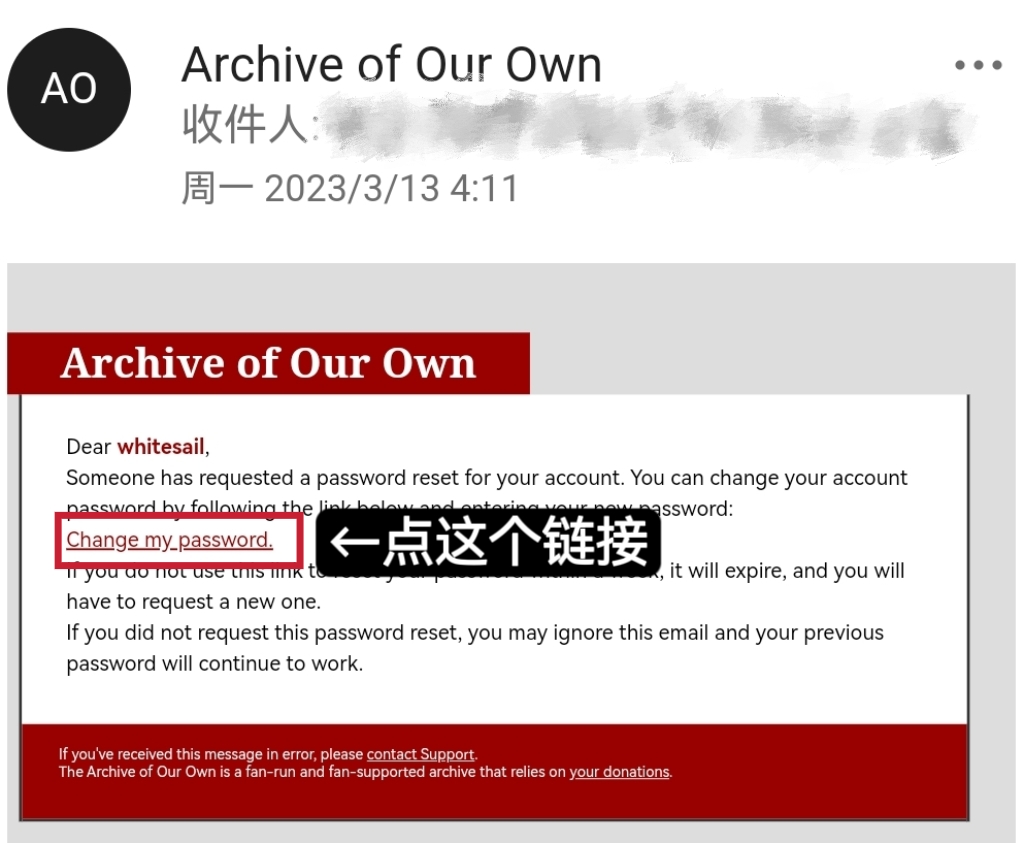 AO
Archive of Our Own
收件人:
周一 2023/3/13 4:11
Archive of Our Own
Dear whitesail,
Someone has requested a password reset for your account. You can change your account
password by following the link below and entering your new password:
Change my password.
←点这个链接
If you do not use this link to reset your password within a week, it will expire, and you will
have to request a new one.
If you did not request this password reset, you may ignore this email and your previous
password will continue to work.
If you've received this message in error, please contact Support.
The Archive of Our Own is a fan-run and fan-supported archive that relies on your donations.